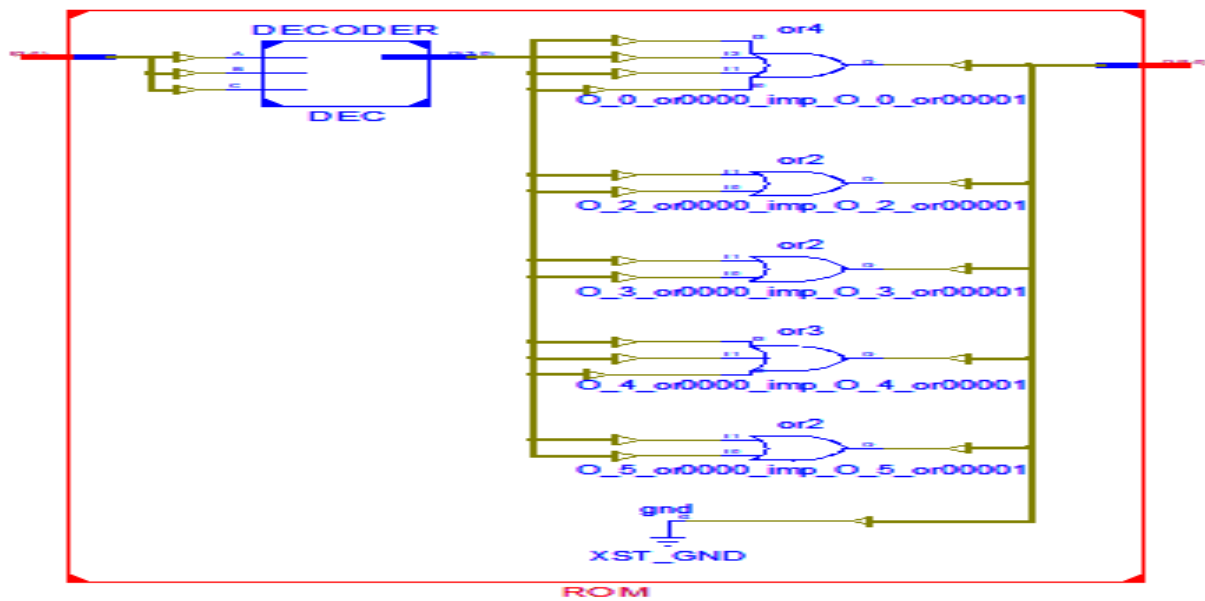 DECODER
or4
A
B
C
DEC
O_0_or0000_imp_O_0_or00001
or2
O_2_or0000_imp_O_2_or00001
or2
O_3_or0000_imp_O_3_or00001
or3
O_4_or0000_imp_O_4_or00001
or2
O_5_or0000_imp_O_5_or00001
gnd
XST_GND
ROM